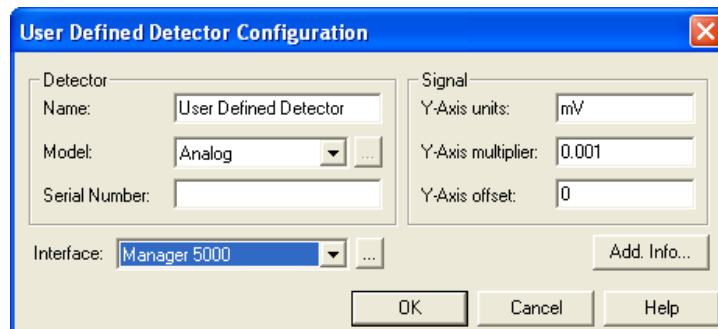 User Defined Detector Configuration
Detector
Name: User Defined Detector
Model: Analog ...
Serial Number:
Signal
Y-Axis units: mV
Y-Axis multiplier: 0.001
Y-Axis offset: 0
Interface: Manager 5000 ...
Add. Info...
OK Cancel Help